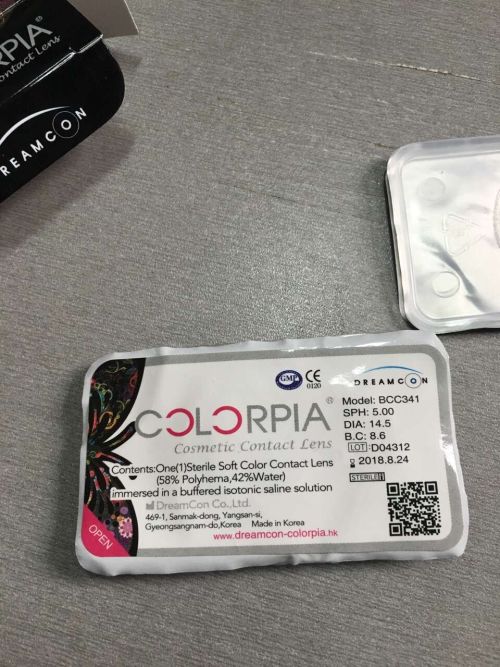 RPIA®
ontact Lens
DREAMCON
GMP CE
0120
DREAMCON
COLORPIA®
Cosmetic Contact Lens
Model: BCC341
SPH: 5.00
DIA: 14.5
B.C: 8.6
LOT:D04312
2018.8.24
STERILE
Contents:One(1)Sterile Soft Color Contact Lens
(58% Polyhema,42%Water)
immersed in a buffered isotonic saline solution
DreamCon Co.,Ltd.
469-1, Sanmak-dong, Yangsan-si,
Gyeongsangnam-do,Korea Made in Korea
www.dreamcon-colorpia.hk
OPEN